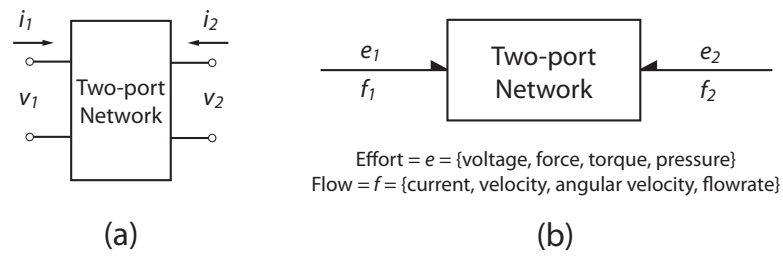 i1
i2
v1
Two-port
Network
v2
(a)
e1
f1
Two-port
Network
e2
f2
Effort = e = {voltage, force, torque, pressure}
Flow = f = {current, velocity, angular velocity, flowrate}
(b)